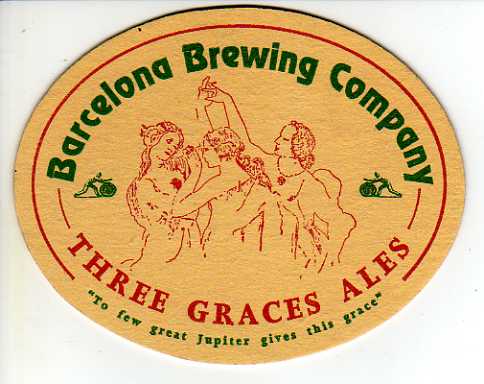 Barcelona Brewing Company
THREE GRACES ALES
"To few great Jupiter gives this grace"